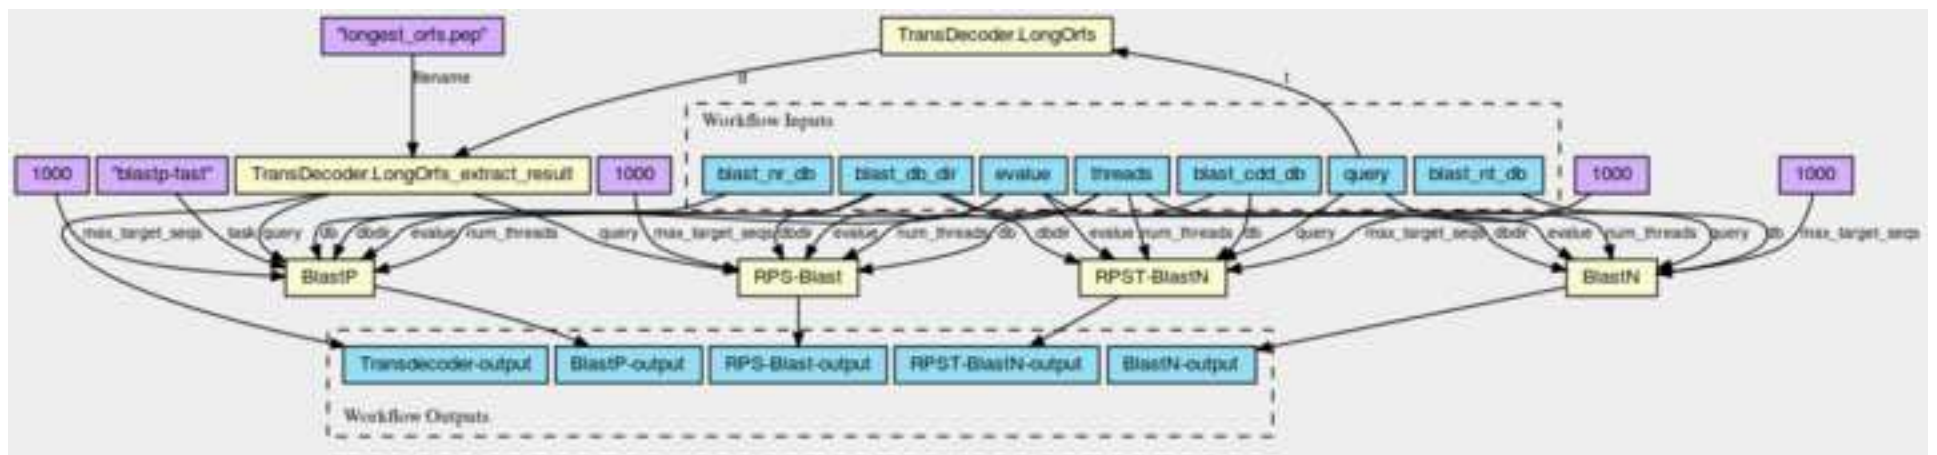 "longest_orfs.pep"
TransDecoder.LongOrfs
filename
t
Workflow Inputs
1000
"blastp-fast"
TransDecoder.LongOrfs_extract_result
1000
blast_nr_db
blast_db_dir
evalue
threads
blast_cdd_db
query
blast_nt_db
1000
1000
max_target_seqs
task
query
db
dbdir
evalue
num_threads
query
max_target_seqs
dbdir
evalue
num_threads
db
dbdir
evalue
num_threads
db
query
max_target_seqs
dbdir
evalue
num_threads
query
db
max_target_seqs
BlastP
RPS-Blast
RPST-BlastN
BlastN
Transdecoder-output
BlastP-output
RPS-Blast-output
RPST-BlastN-output
BlastN-output
Workflow Outputs